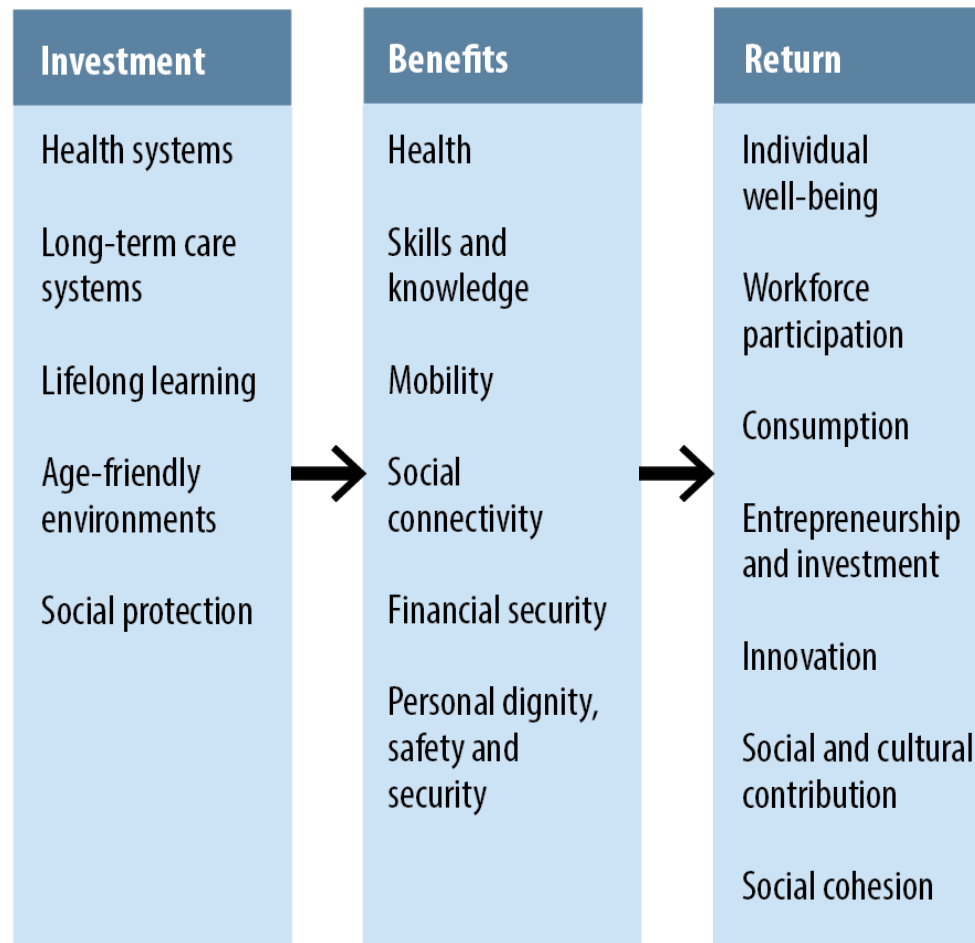 Investment
Health systems
Long-term care
systems
Lifelong learning
Age-friendly
environments
Social protection
Benefits
Health
Skills and
knowledge
Mobility
Social
connectivity
Financial security
Personal dignity,
safety and
security
Return
Individual
well-being
Workforce
participation
Consumption
Entrepreneurship
and investment
Innovation
Social and cultural
contribution
Social cohesion